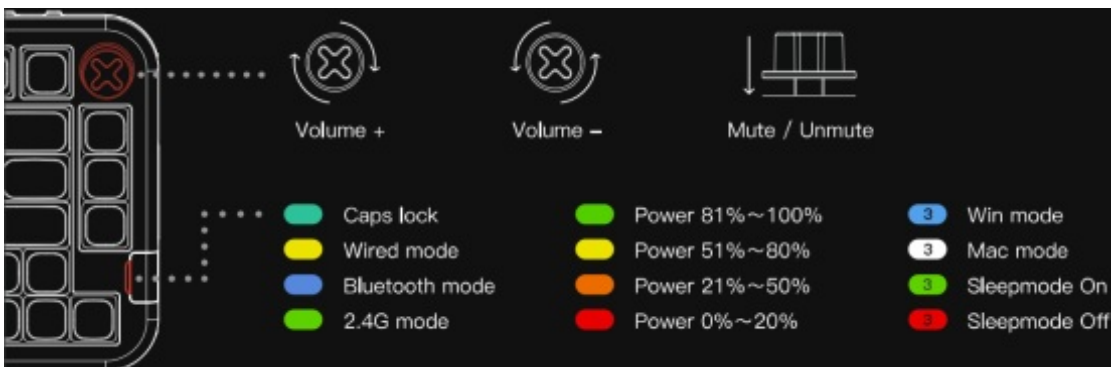 Volume + Volume – Mute / Unmute
Caps lock Power 81%~100% 3 Win mode
Wired mode Power 51%~80% 3 Mac mode
Bluetooth mode Power 21%~50% 3 Sleepmode On
2.4G mode Power 0%~20% 3 Sleepmode Off